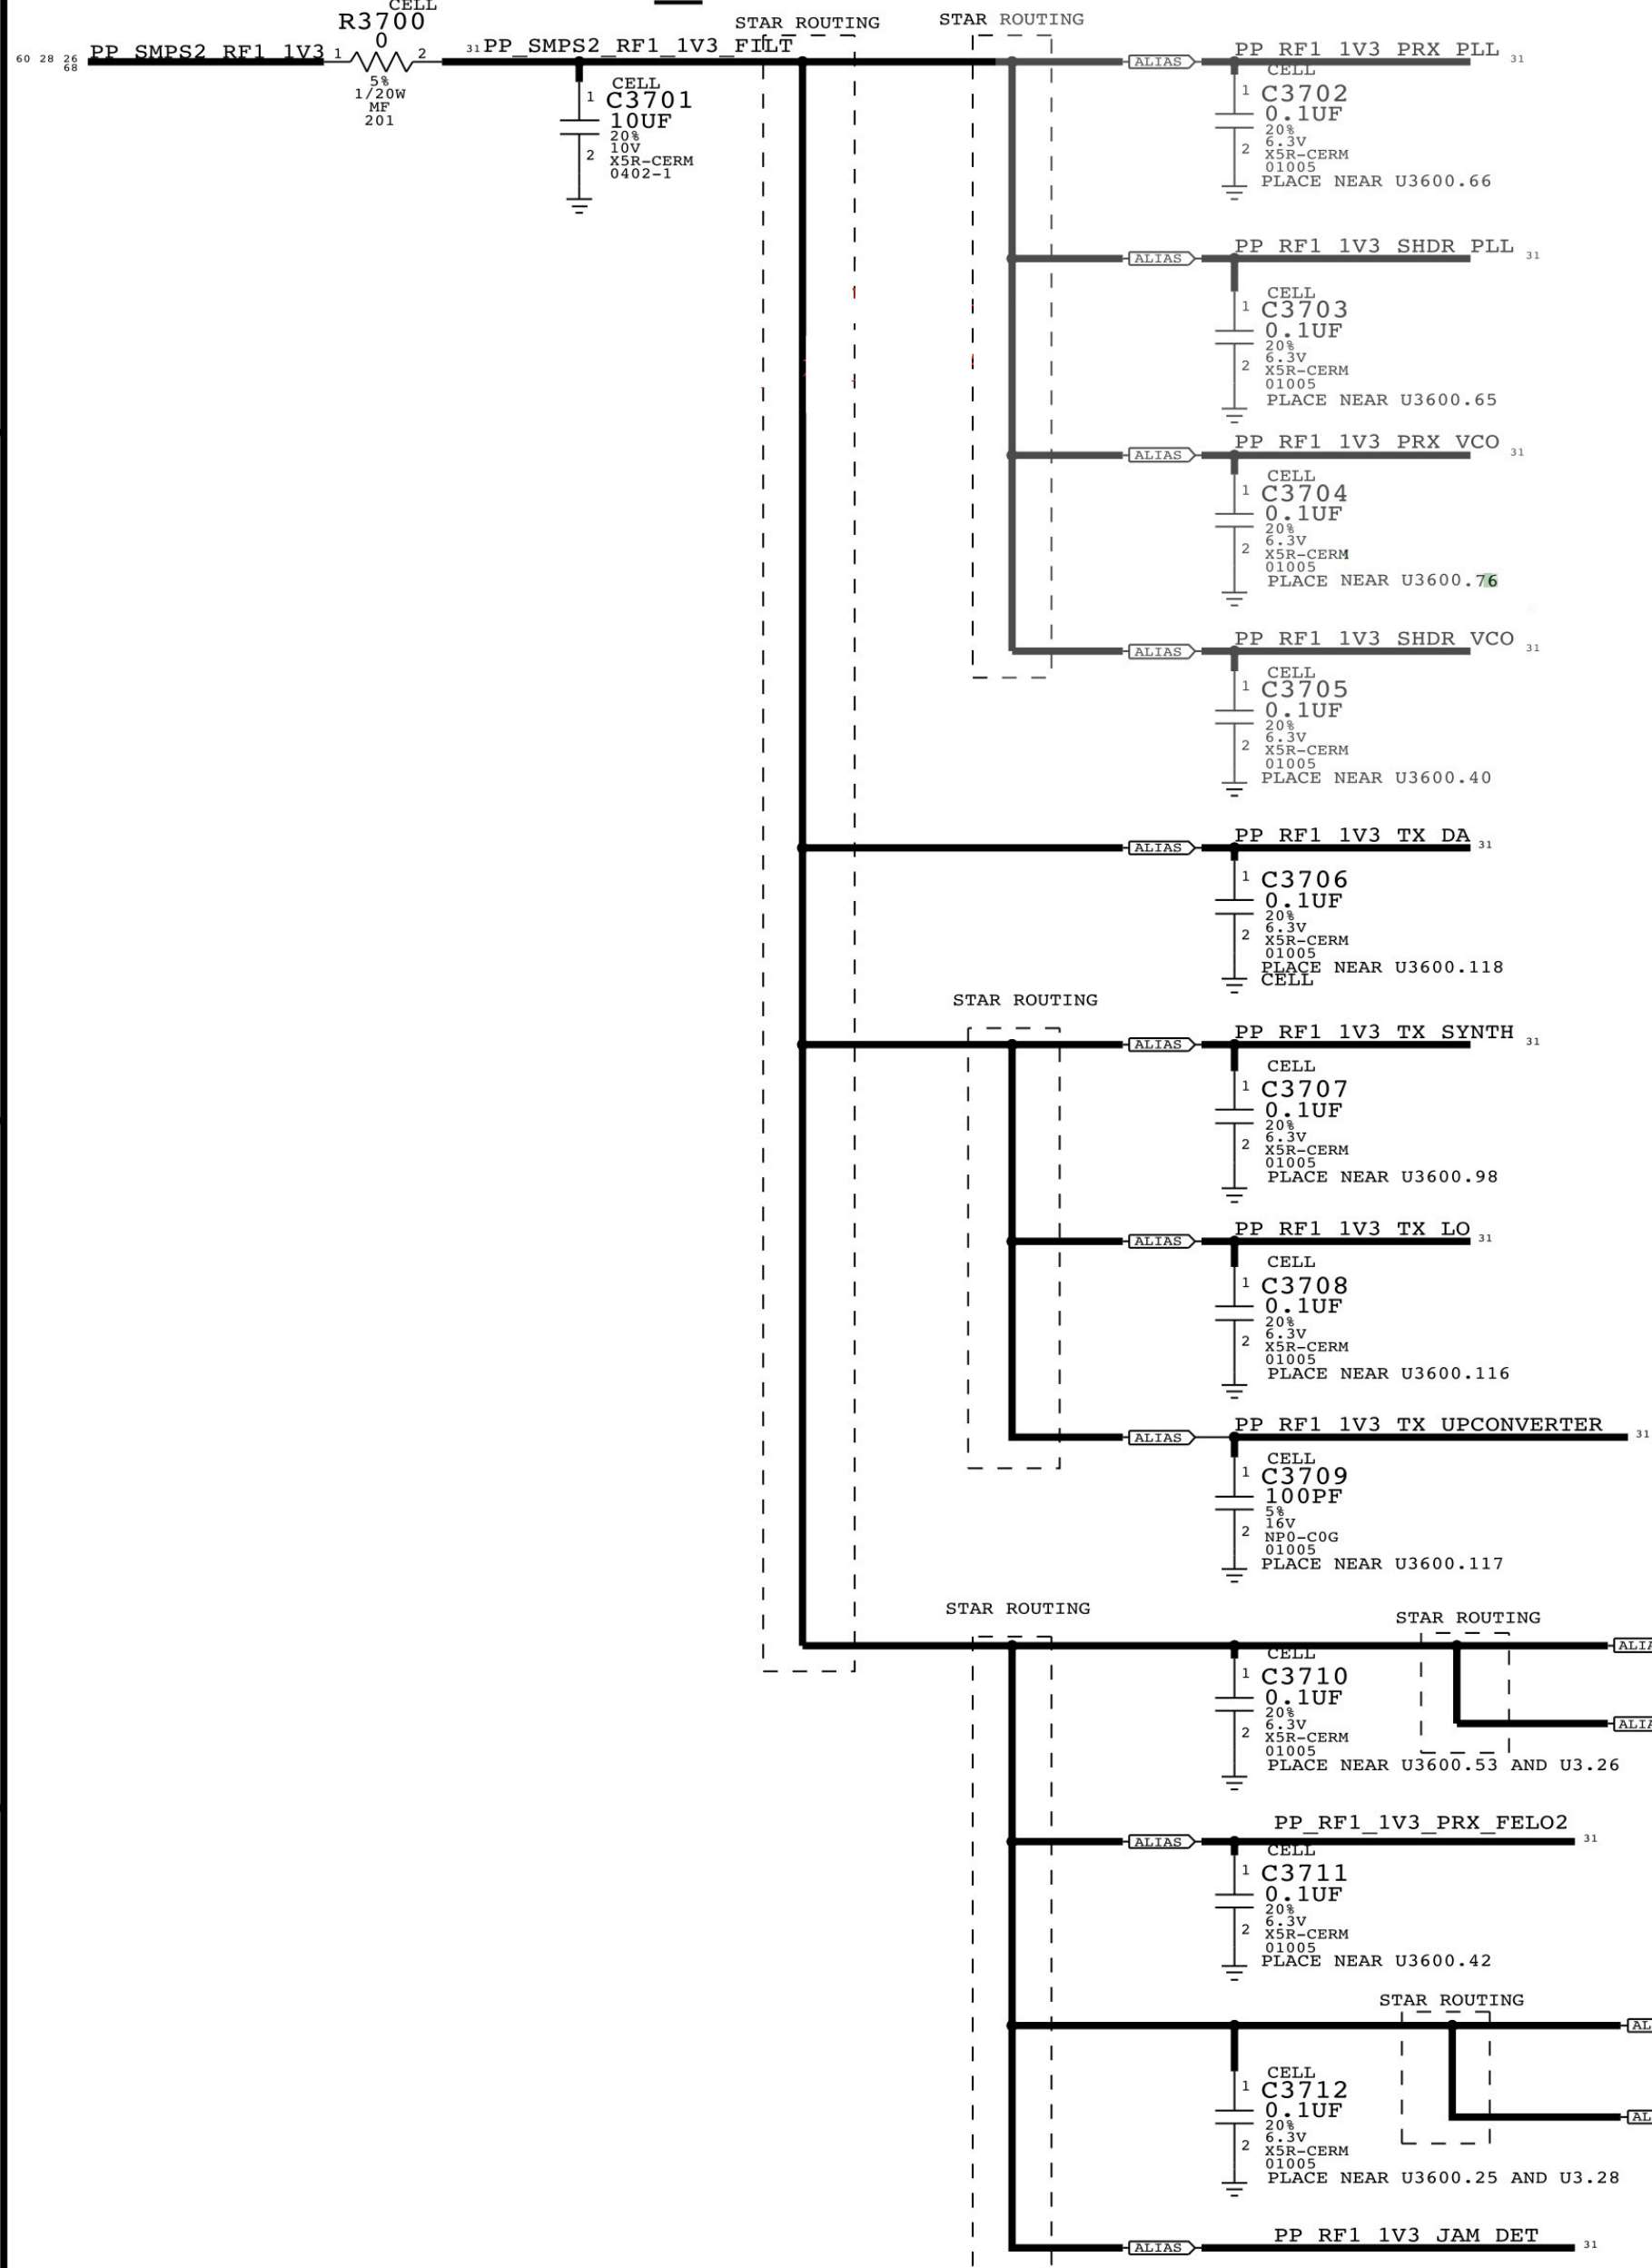 CELL
R3700
0
STAR ROUTING
STAR ROUTING
60 28 26
68
PP_SMPS2_RF1_1V3
1
2
31 PP_SMPS2_RF1_1V3_FILT
5%
1/20W
MF
201
CELL
1 C3701
10UF
20%
10V
2 X5R-CERM
0402-1
ALIAS
PP_RF1_1V3_PRX_PLL 31
CELL
1 C3702
0.1UF
20%
6.3V
2 X5R-CERM
01005
PLACE NEAR U3600.66
ALIAS
PP_RF1_1V3_SHDR_PLL 31
CELL
1 C3703
0.1UF
20%
6.3V
2 X5R-CERM
01005
PLACE NEAR U3600.65
ALIAS
PP_RF1_1V3_PRX_VCO 31
CELL
1 C3704
0.1UF
20%
6.3V
2 X5R-CERM
01005
PLACE NEAR U3600.76
ALIAS
PP_RF1_1V3_SHDR_VCO 31
CELL
1 C3705
0.1UF
20%
6.3V
2 X5R-CERM
01005
PLACE NEAR U3600.40
ALIAS
PP_RF1_1V3_TX_DA 31
1 C3706
0.1UF
20%
6.3V
2 X5R-CERM
01005
PLACE NEAR U3600.118
CELL
STAR ROUTING
ALIAS
PP_RF1_1V3_TX_SYNTH 31
CELL
1 C3707
0.1UF
20%
6.3V
2 X5R-CERM
01005
PLACE NEAR U3600.98
ALIAS
PP_RF1_1V3_TX_LO 31
CELL
1 C3708
0.1UF
20%
6.3V
2 X5R-CERM
01005
PLACE NEAR U3600.116
ALIAS
PP_RF1_1V3_TX_UPCONVERTER 31
CELL
1 C3709
100PF
5%
16V
2 NP0-C0G
01005
PLACE NEAR U3600.117
STAR ROUTING
STAR ROUTING
CELL
1 C3710
0.1UF
20%
6.3V
2 X5R-CERM
01005
PLACE NEAR U3600.53 AND U3.26
PP_RF1_1V3_PRX_FELO2
ALIAS
31
CELL
1 C3711
0.1UF
20%
6.3V
2 X5R-CERM
01005
PLACE NEAR U3600.42
STAR ROUTING
CELL
1 C3712
0.1UF
20%
6.3V
2 X5R-CERM
01005
PLACE NEAR U3600.25 AND U3.28
PP_RF1_1V3_JAM_DET
ALIAS
31